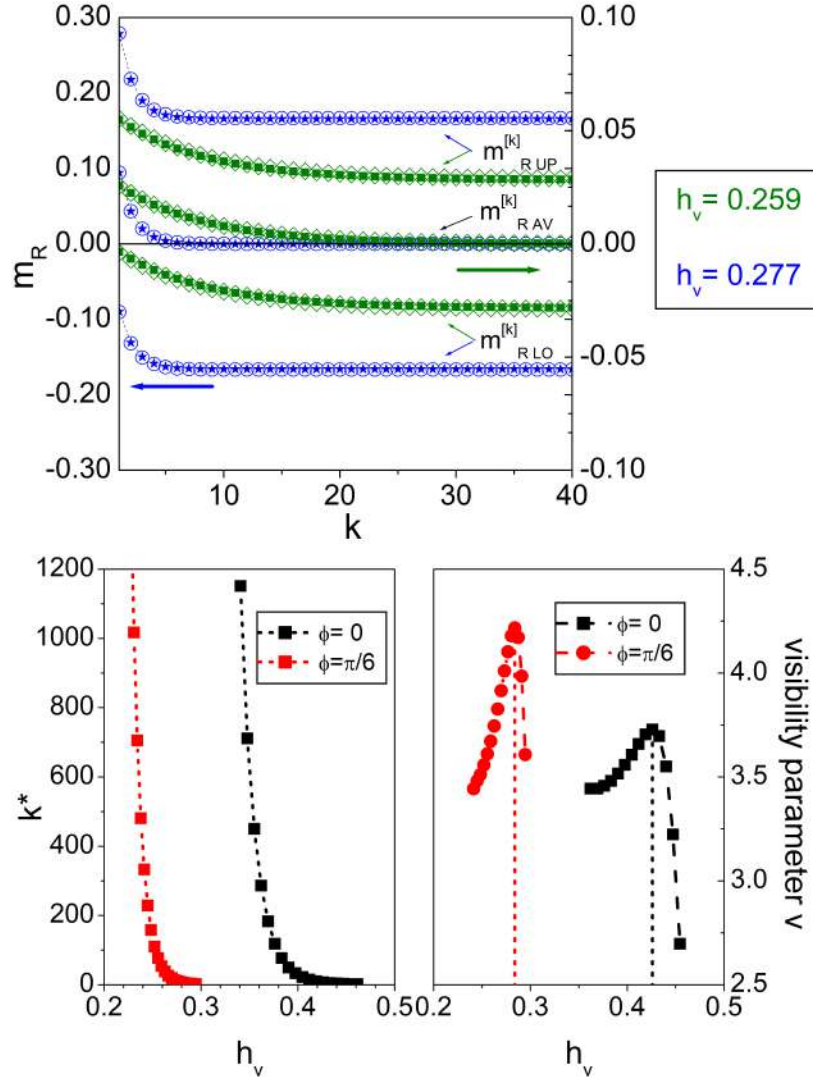 0.30
0.20
0.10
0.00
-0.10
-0.20
-0.30
m_R
0.10
0.05
0.00
-0.05
-0.10
m^[k]_R UP
m^[k]_R AV
m^[k]_R LO
10 20 30 40
k
h_v= 0.259
h_v= 0.277
1200
1000
800
600
400
200
0
k*
ϕ= 0
ϕ=π/6
0.2 0.3 0.4 0.5
h_v
ϕ= 0
ϕ=π/6
4.5
4.0
3.5
3.0
2.5
visibility parameter v
0.2 0.3 0.4 0.5
h_v